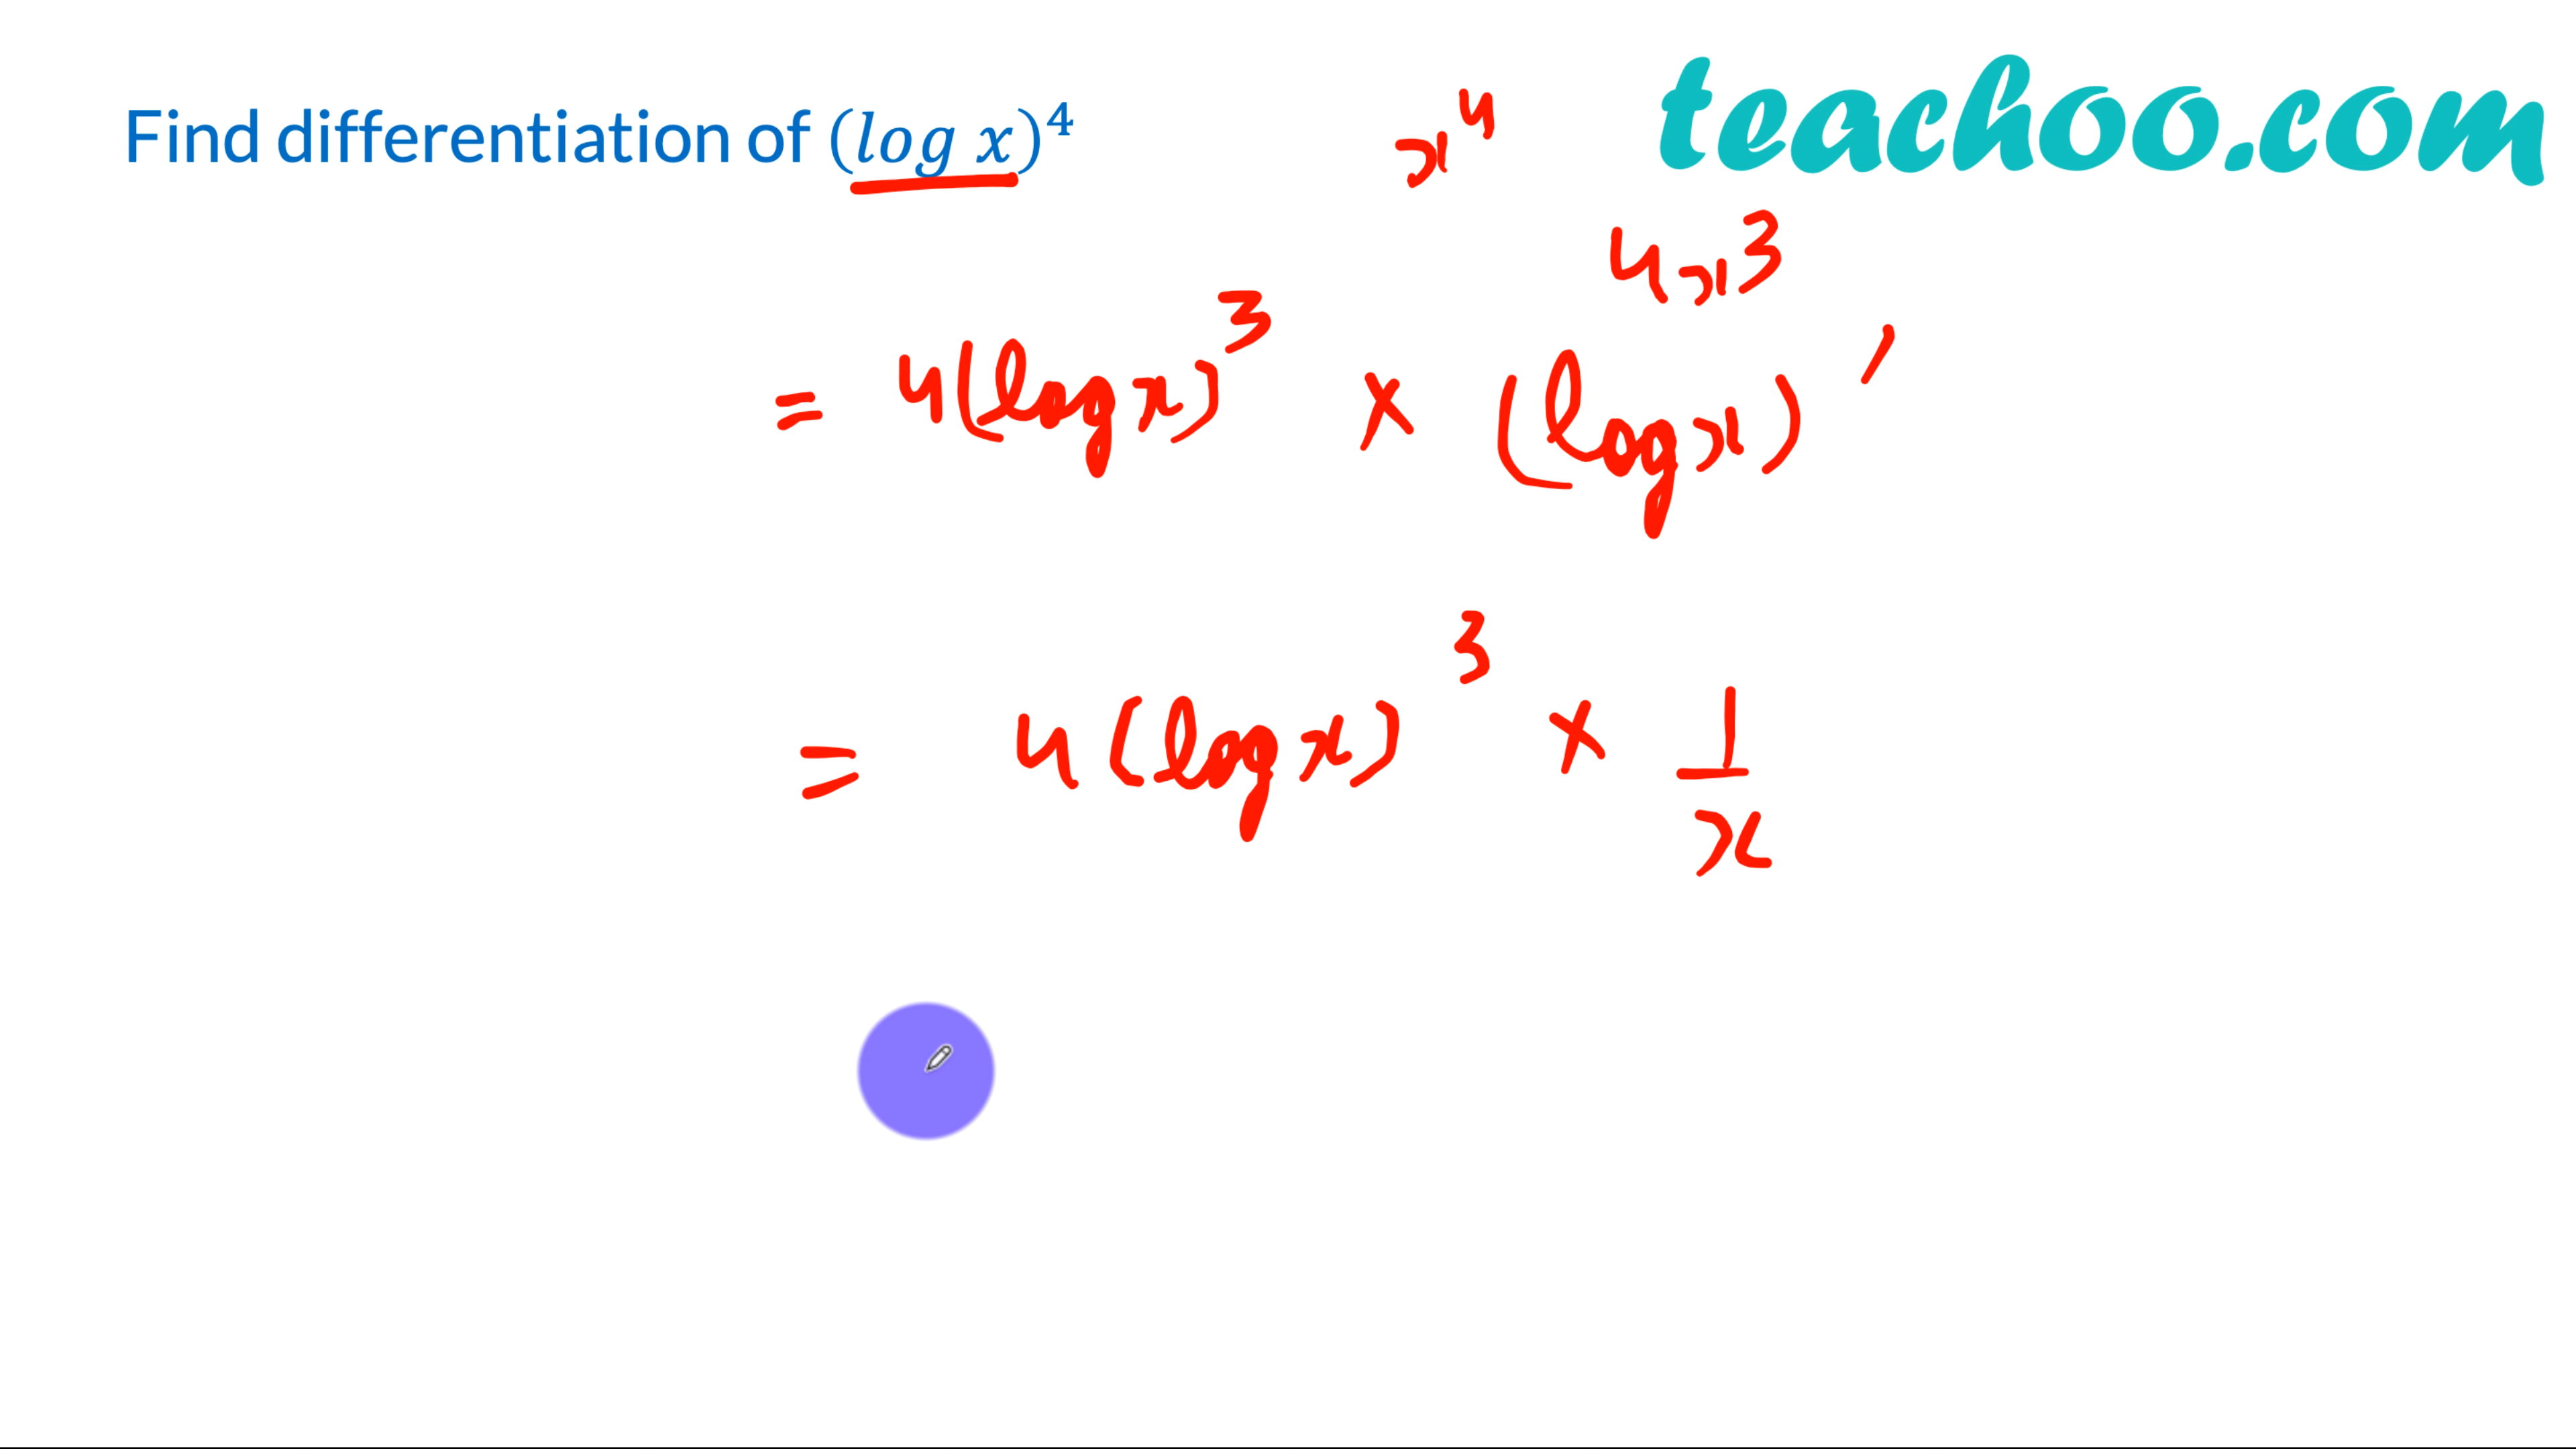 Find differentiation of (log x)⁴
x⁴
teachoo.com
4x³
= 4(log x)³ × (log x)′
= 4(log x)³ × 1/x